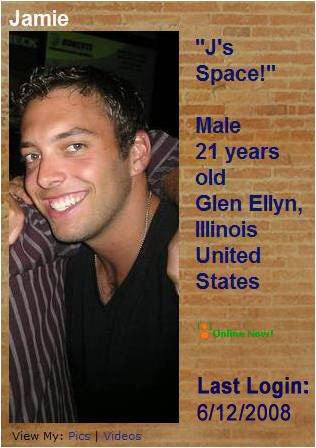 Jamie
"J's
Space!"
Male
21 years
old
Glen Ellyn,
Illinois
United
States
Online Now!
Last Login:
6/12/2008
View My: Pics | Videos